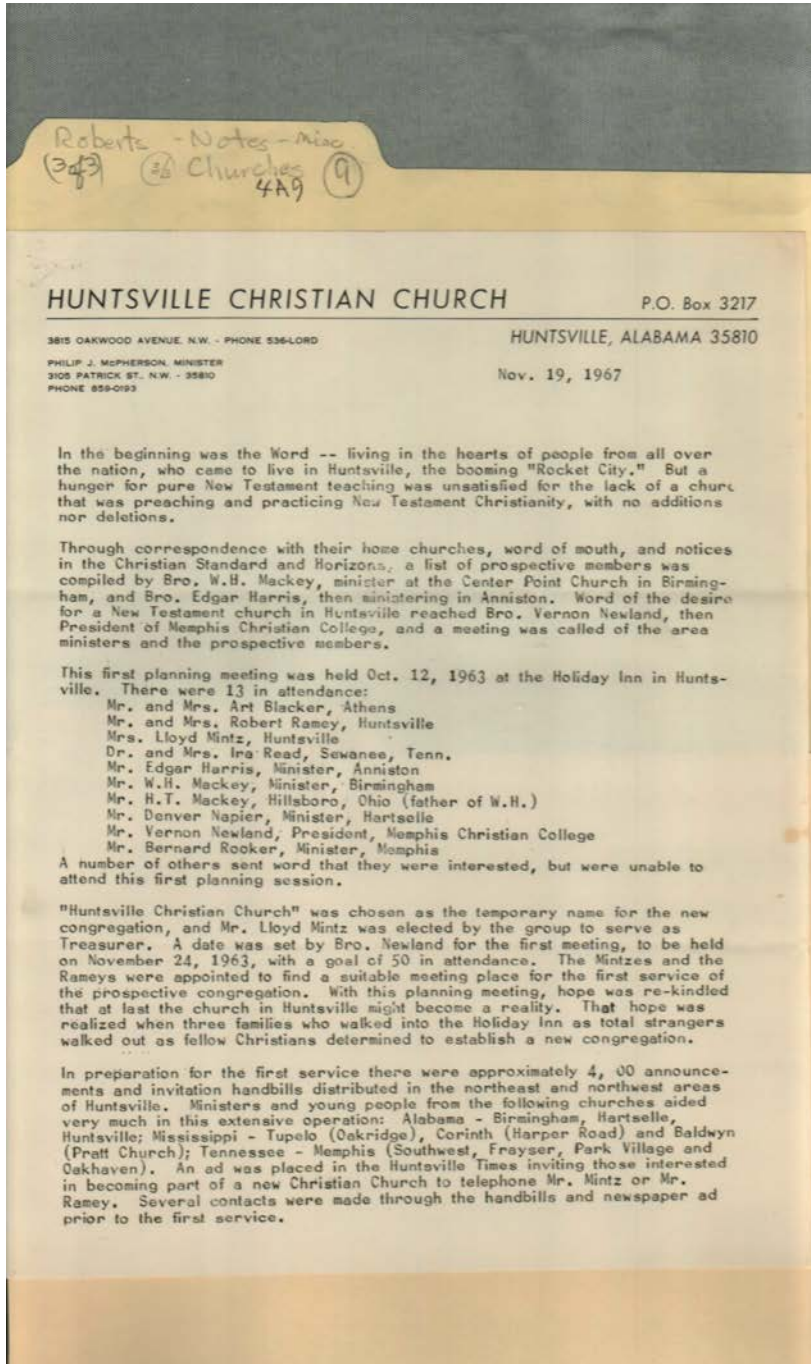 Roberts - Notes - misc
(3 of 3) Churches 9
4A9
HUNTSVILLE CHRISTIAN CHURCH P.O. Box 3217
3815 OAKWOOD AVENUE, N.W. - PHONE 536-LORD HUNTSVILLE, ALABAMA 35810
PHILIP J. McPHERSON, MINISTER
3105 PATRICK ST., N.W. - 35810 Nov. 19, 1967
PHONE 859-0193
In the beginning was the Word -- living in the hearts of people from all over
the nation, who came to live in Huntsville, the booming "Rocket City." But a
hunger for pure New Testament teaching was unsatisfied for the lack of a churc
that was preaching and practicing New Testament Christianity, with no additions
nor deletions.
Through correspondence with their home churches, word of mouth, and notices
in the Christian Standard and Horizons, a list of prospective members was
compiled by Bro. W.H. Mackey, minister at the Center Point Church in Birming-
ham, and Bro. Edgar Harris, then ministering in Anniston. Word of the desire
for a New Testament church in Huntsville reached Bro. Vernon Newland, then
President of Memphis Christian College, and a meeting was called of the area
ministers and the prospective members.
This first planning meeting was held Oct. 12, 1963 at the Holiday Inn in Hunts-
ville. There were 13 in attendance:
Mr. and Mrs. Art Blacker, Athens
Mr. and Mrs. Robert Ramey, Huntsville
Mrs. Lloyd Mintz, Huntsville
Dr. and Mrs. Ira Read, Sewanee, Tenn.
Mr. Edgar Harris, Minister, Anniston
Mr. W.H. Mackey, Minister, Birmingham
Mr. H.T. Mackey, Hillsboro, Ohio (father of W.H.)
Mr. Denver Napier, Minister, Hartselle
Mr. Vernon Newland, President, Memphis Christian College
Mr. Bernard Rooker, Minister, Memphis
A number of others sent word that they were interested, but were unable to
attend this first planning session.
"Huntsville Christian Church" was chosen as the temporary name for the new
congregation, and Mr. Lloyd Mintz was elected by the group to serve as
Treasurer. A date was set by Bro. Newland for the first meeting, to be held
on November 24, 1963, with a goal of 50 in attendance. The Mintzes and the
Rameys were appointed to find a suitable meeting place for the first service of
the prospective congregation. With this planning meeting, hope was re-kindled
that at last the church in Huntsville might become a reality. That hope was
realized when three families who walked into the Holiday Inn as total strangers
walked out as fellow Christians determined to establish a new congregation.
In preparation for the first service there were approximately 4, 00 announce-
ments and invitation handbills distributed in the northeast and northwest areas
of Huntsville. Ministers and young people from the following churches aided
very much in this extensive operation: Alabama - Birmingham, Hartselle,
Huntsville; Mississippi - Tupelo (Oakridge), Corinth (Harper Road) and Baldwyn
(Pratt Church); Tennessee - Memphis (Southwest, Frayser, Park Village and
Oakhaven). An ad was placed in the Huntsville Times inviting those interested
in becoming part of a new Christian Church to telephone Mr. Mintz or Mr.
Ramey. Several contacts were made through the handbills and newspaper ad
prior to the first service.